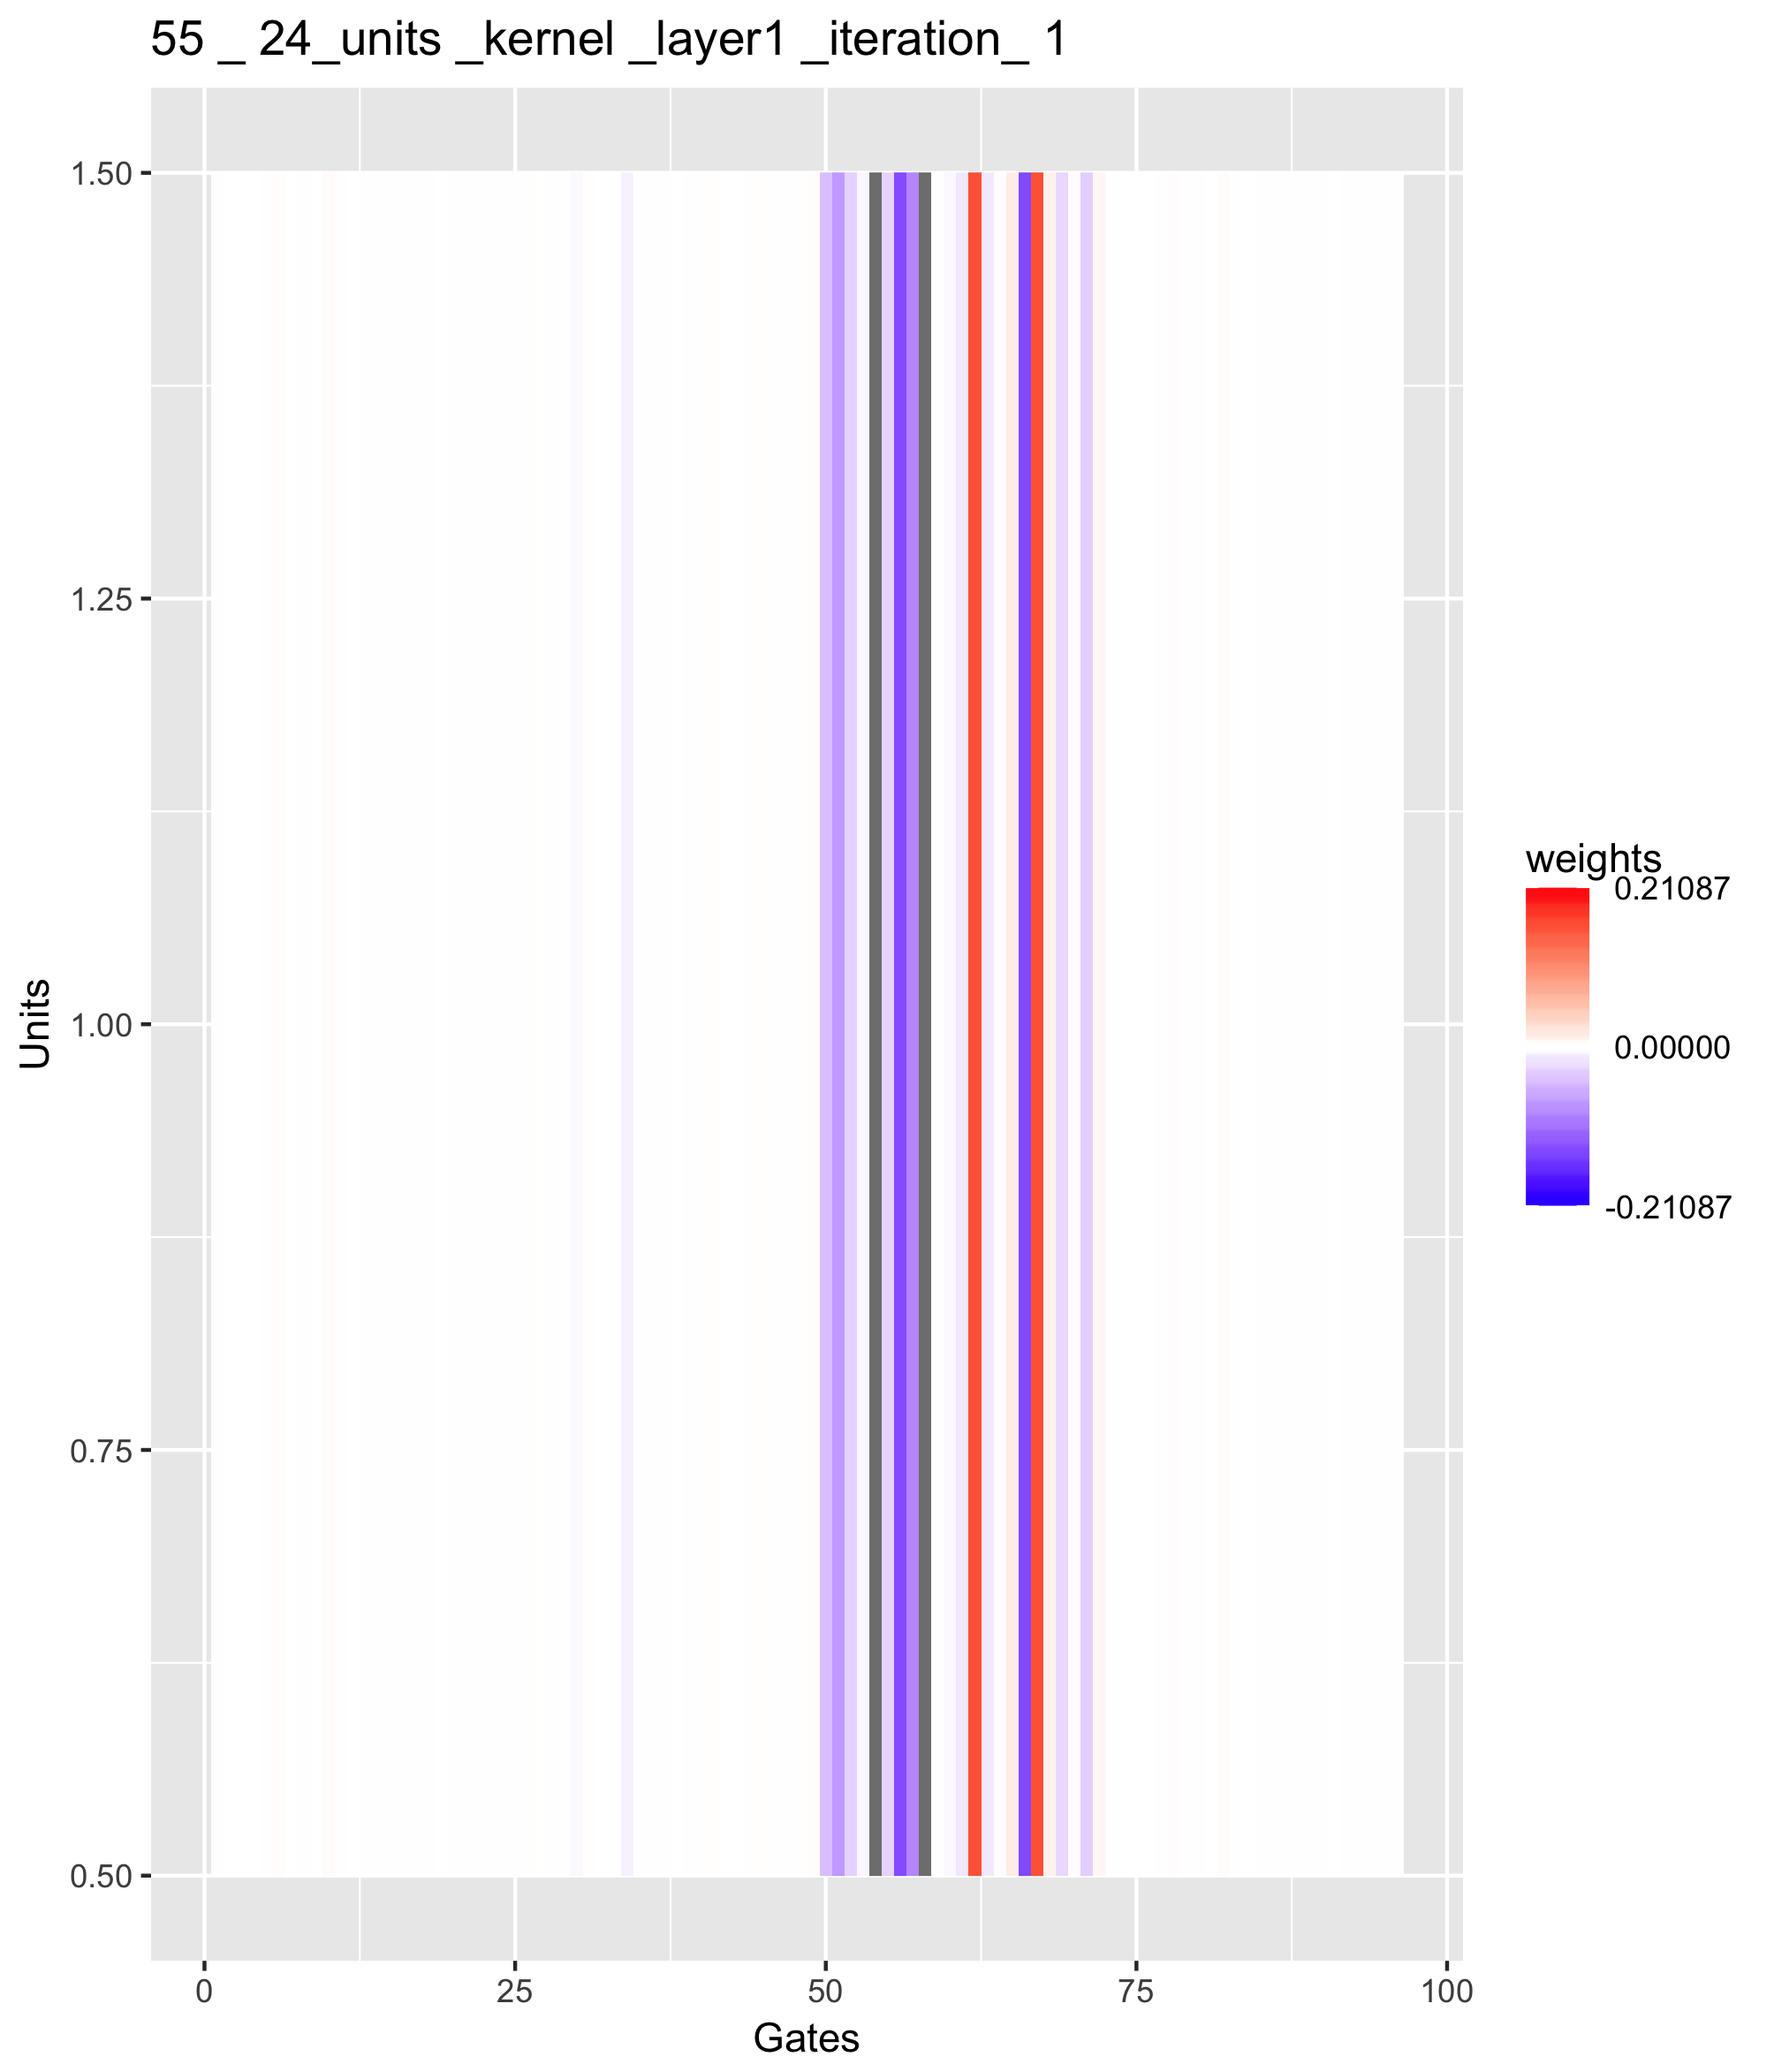 55 _ 24_units _kernel _layer1 _iteration_ 1
1.50
1.25
1.00
0.75
0.50
Units
0 25 50 75 100
Gates
weights
0.21087
0.00000
-0.21087